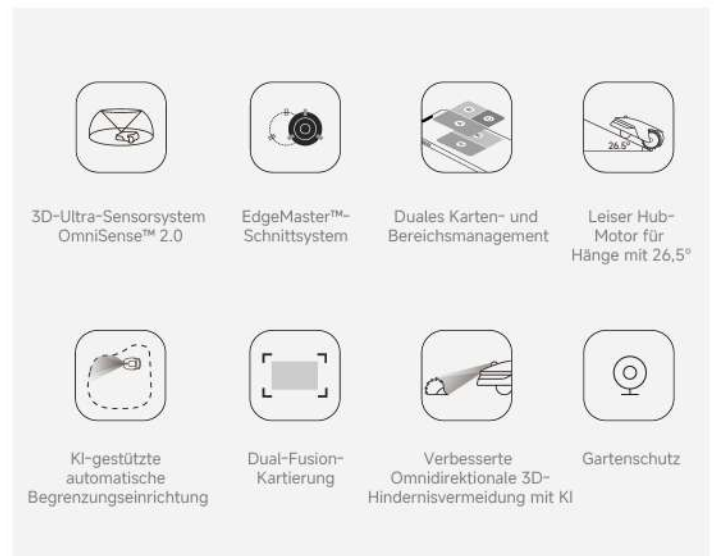 3D-Ultra-Sensorsystem
OmniSense™ 2.0
EdgeMaster™-
Schnittsystem
Duales Karten- und
Bereichsmanagement
26.5°
Leiser Hub-
Motor für
Hänge mit 26,5°
KI-gestützte
automatische
Begrenzungseinrichtung
Dual-Fusion-
Kartierung
Verbesserte
Omnidirektionale 3D-
Hindernisvermeidung mit KI
Gartenschutz